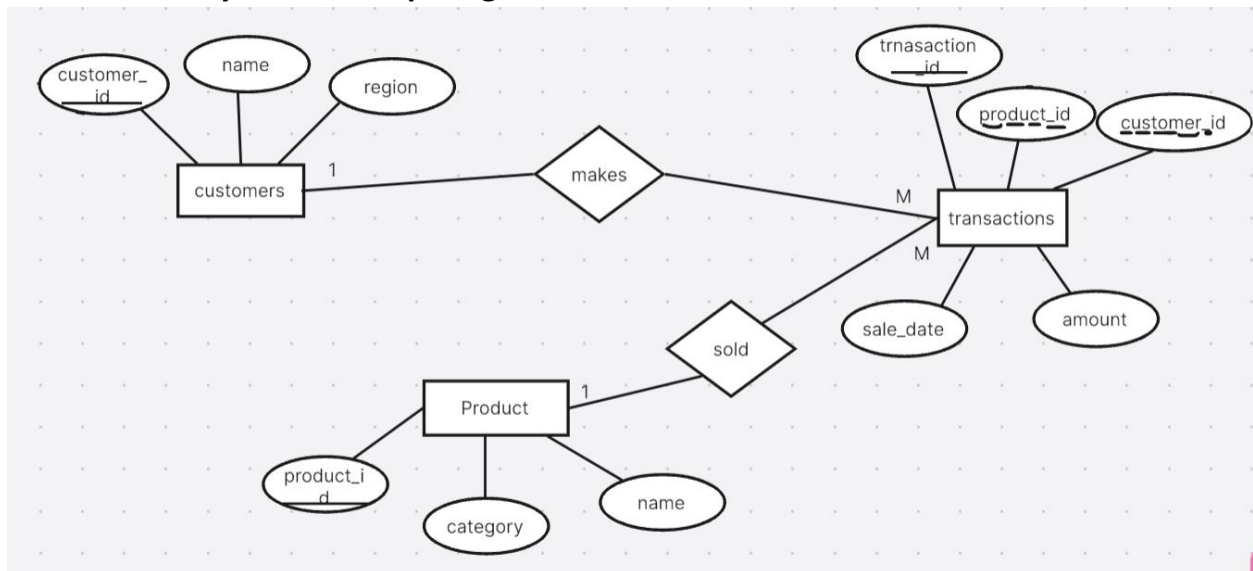 customer_
id
name
region
customers
1
makes
M
M
trnasaction
_id
product_id
customer_id
transactions
sale_date
amount
sold
1
Product
product_i
d
category
name